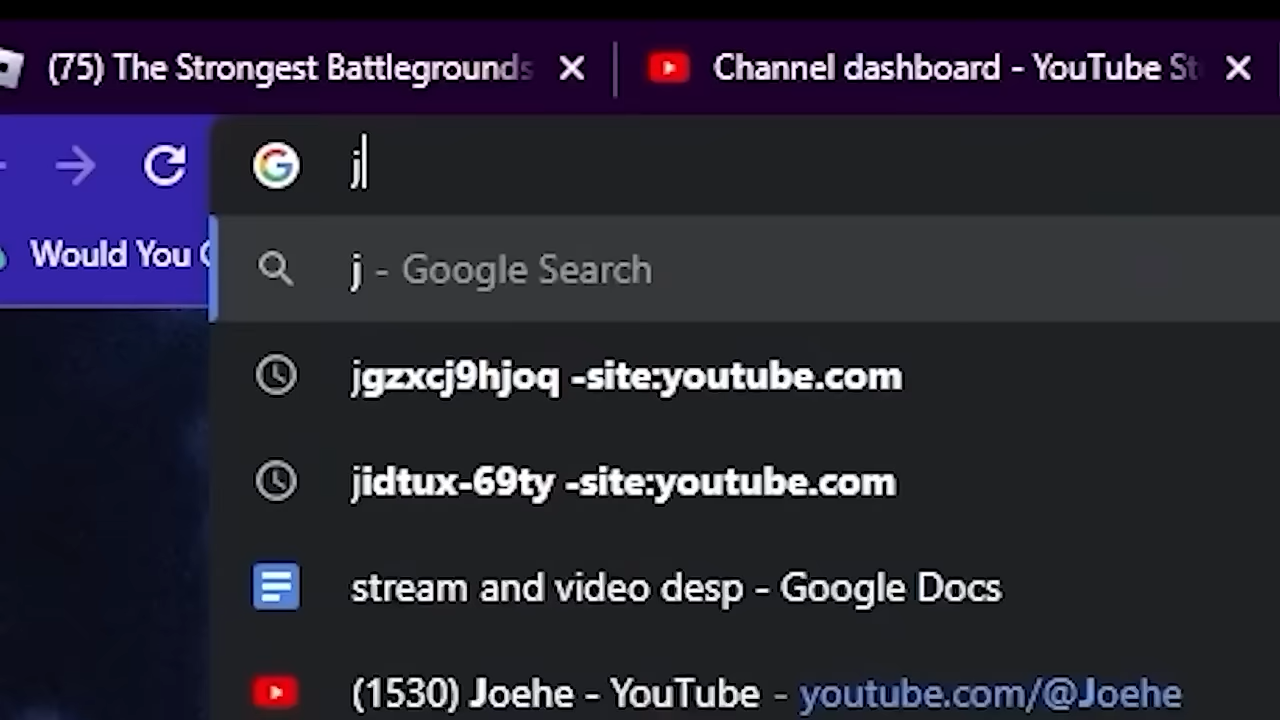 (75) The Strongest Battlegrounds
Channel dashboard - YouTube St
j
Would You
j - Google Search
jgzxcj9hjoq -site:youtube.com
jidtux-69ty -site:youtube.com
stream and video desp - Google Docs
(1530) Joehe - YouTube - youtube.com/@Joehe